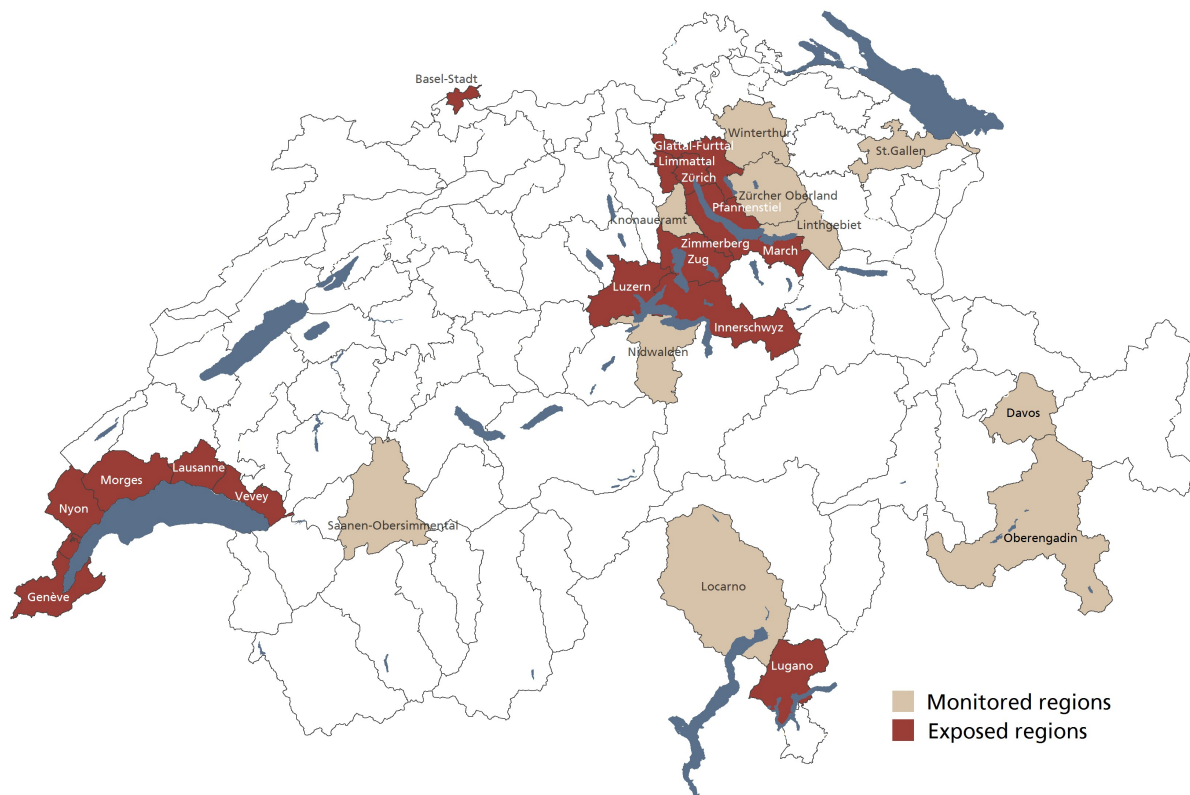 Basel-Stadt
Winterthur
Glattal-Furttal
St.Gallen
Limmattal
Zürich
Zürcher Oberland
Pfannenstiel
Knonaueramt
Linthgebiet
Zimmerberg
March
Zug
Luzern
Innerschwyz
Nidwalden
Davos
Lausanne
Morges
Vevey
Nyon
Saanen-Obersimmental
Oberengadin
Locarno
Genève
Lugano
Monitored regions
Exposed regions